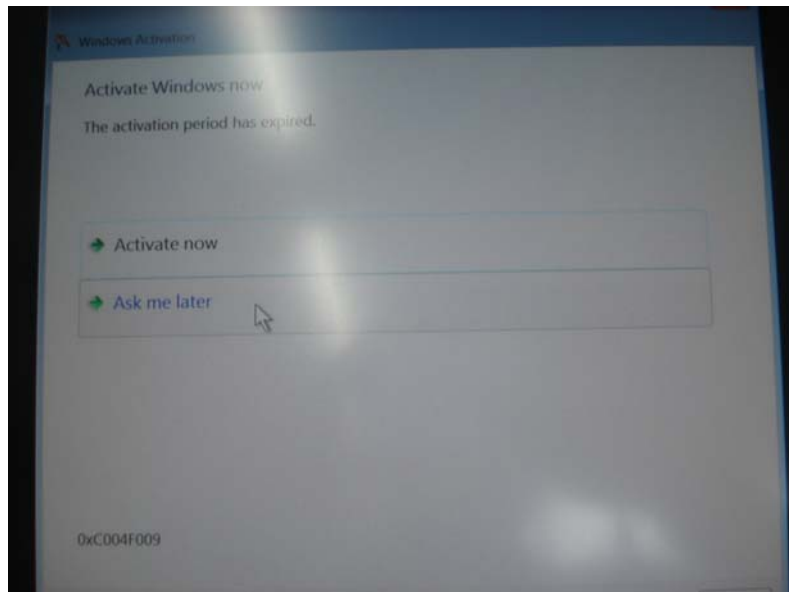 Windows Activation
Activate Windows now
The activation period has expired.
Activate now
Ask me later
0xC004F009